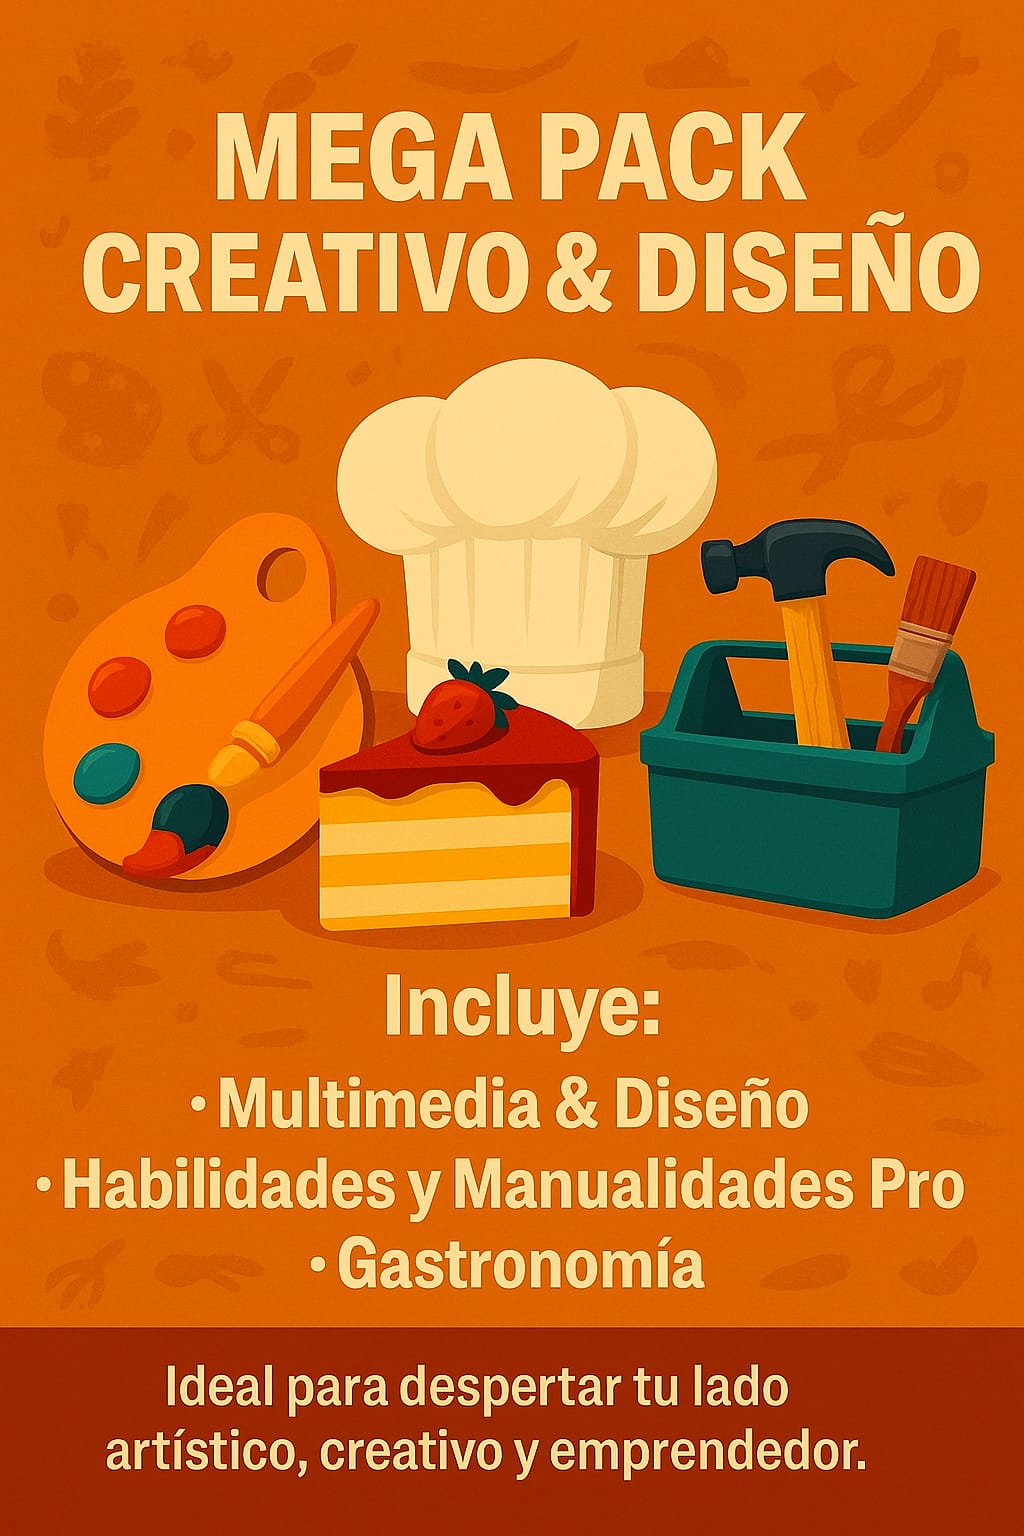 MEGA PACK
CREATIVO & DISEÑO
Incluye:
• Multimedia & Diseño
• Habilidades y Manualidades Pro
• Gastronomía
Ideal para despertar tu lado
artístico, creativo y emprendedor.